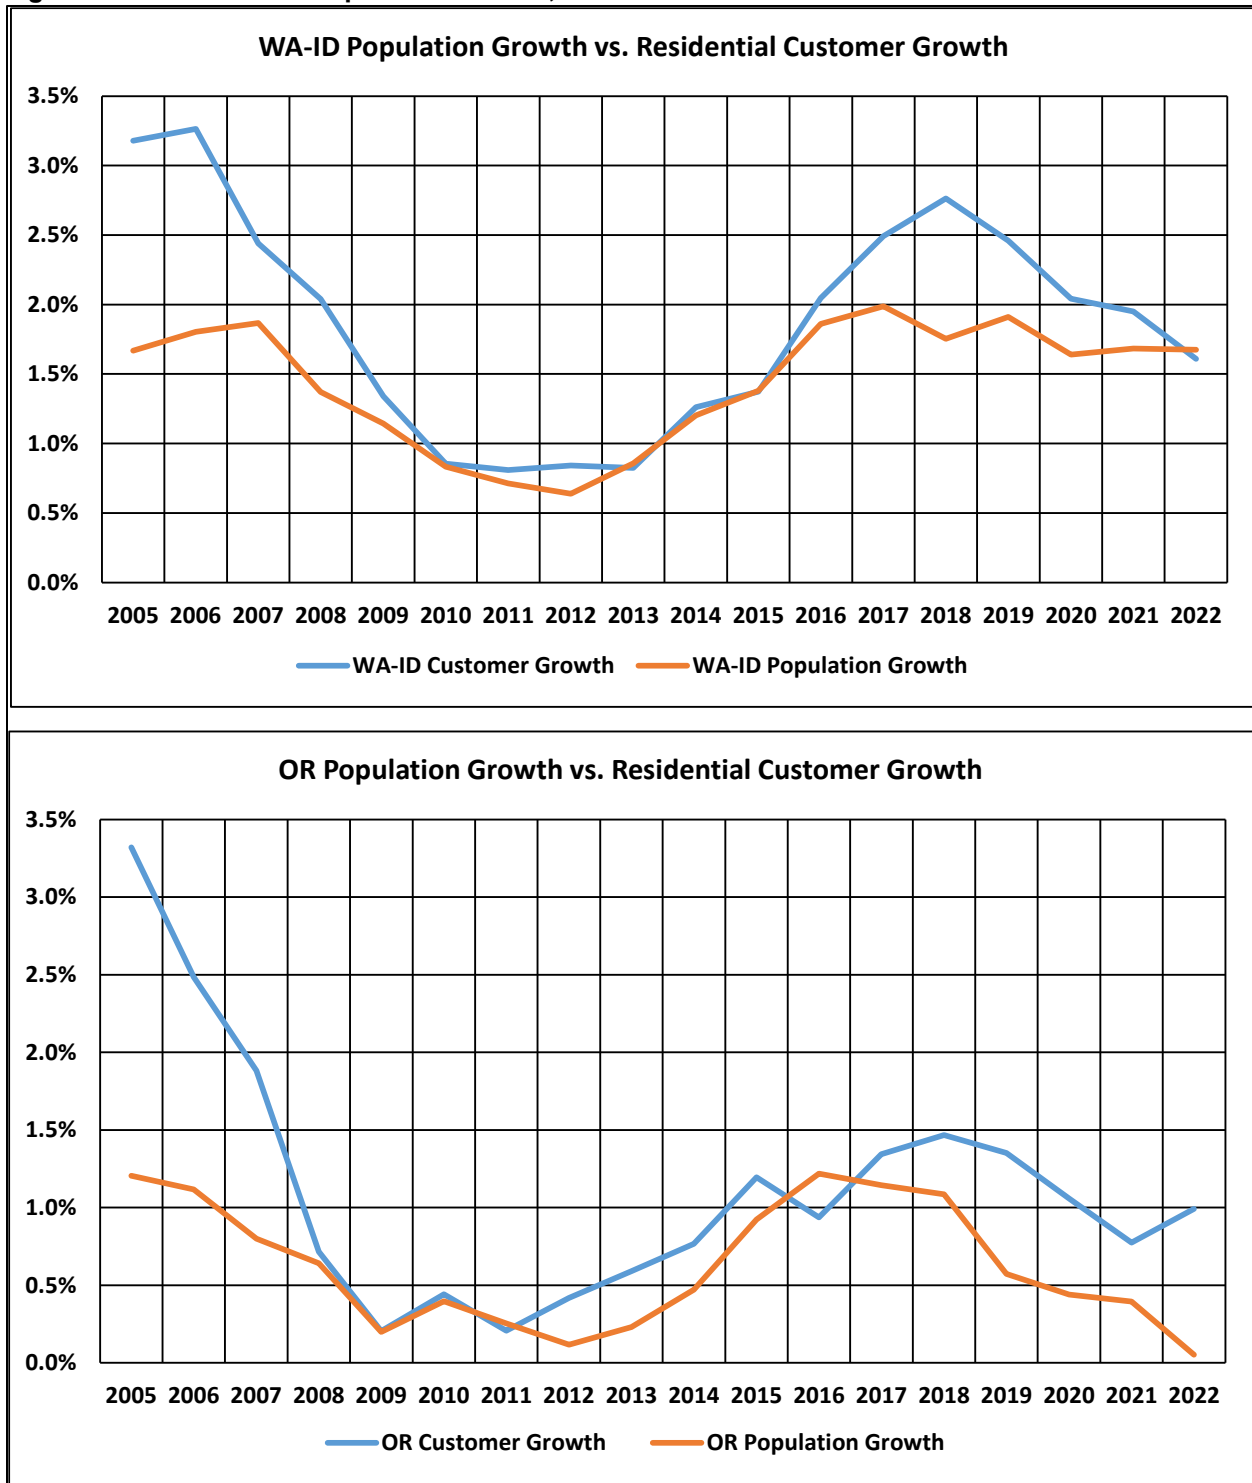 WA-ID Population Growth vs. Residential Customer Growth
3.5%
3.0%
2.5%
2.0%
1.5%
1.0%
0.5%
0.0%
2005 2006 2007 2008 2009 2010 2011 2012 2013 2014 2015 2016 2017 2018 2019 2020 2021 2022
WA-ID Customer Growth WA-ID Population Growth
OR Population Growth vs. Residential Customer Growth
3.5%
3.0%
2.5%
2.0%
1.5%
1.0%
0.5%
0.0%
2005 2006 2007 2008 2009 2010 2011 2012 2013 2014 2015 2016 2017 2018 2019 2020 2021 2022
OR Customer Growth OR Population Growth